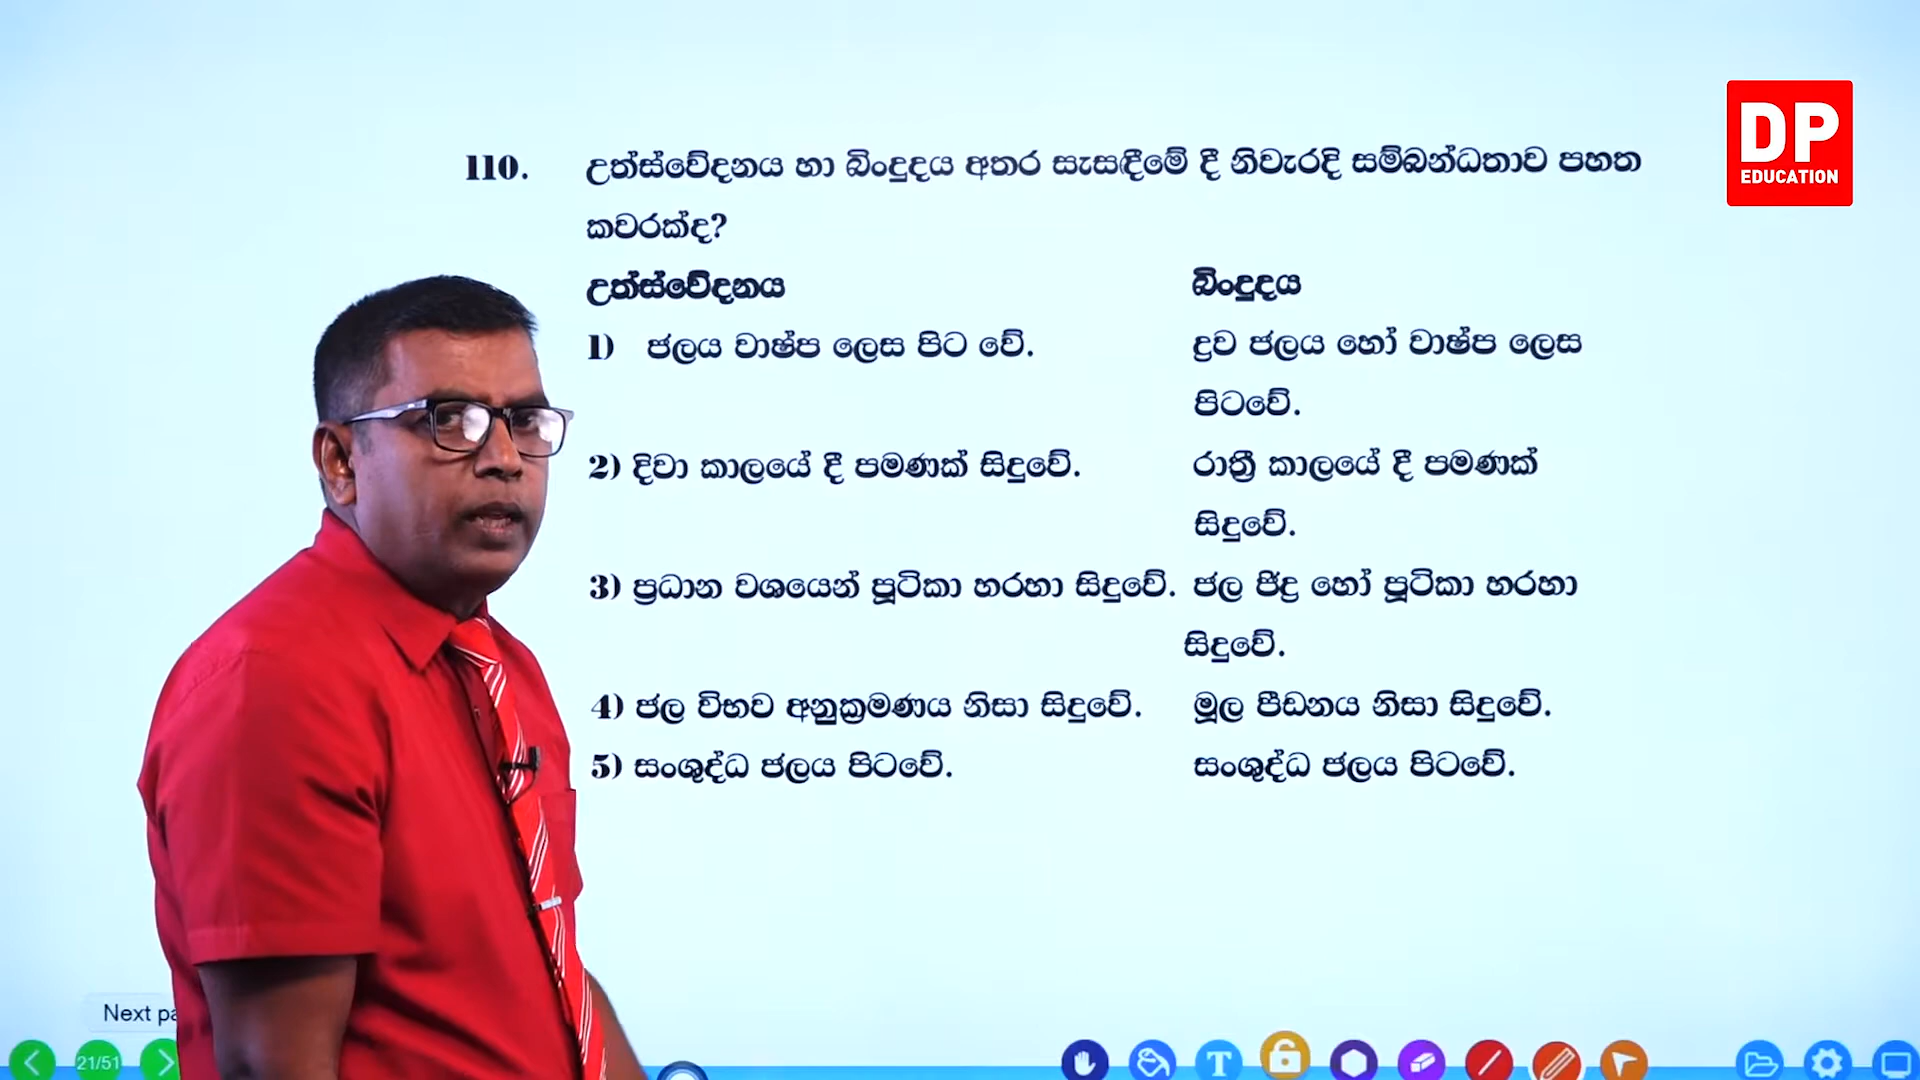 DP
EDUCATION
110. උත්ස්වේදනය හා බිංදුදය අතර සැසඳීමේ දී නිවැරදි සම්බන්ධතාව පහත
කවරක්ද?
උත්ස්වේදනය බිංදුදය
1) ජලය වාෂ්ප ලෙස පිට වේ. ද්‍රව ජලය හෝ වාෂ්ප ලෙස
පිටවේ.
2) දිවා කාලයේ දී පමණක් සිදුවේ. රාත්‍රී කාලයේ දී පමණක්
සිදුවේ.
3) ප්‍රධාන වශයෙන් පූටිකා හරහා සිදුවේ. ජල ජිද්‍ර හෝ පූටිකා හරහා
සිදුවේ.
4) ජල විභව අනුක්‍රමණය නිසා සිදුවේ. මූල පීඩනය නිසා සිදුවේ.
5) සංශුද්ධ ජලය පිටවේ. සංශුද්ධ ජලය පිටවේ.
Next
21/51